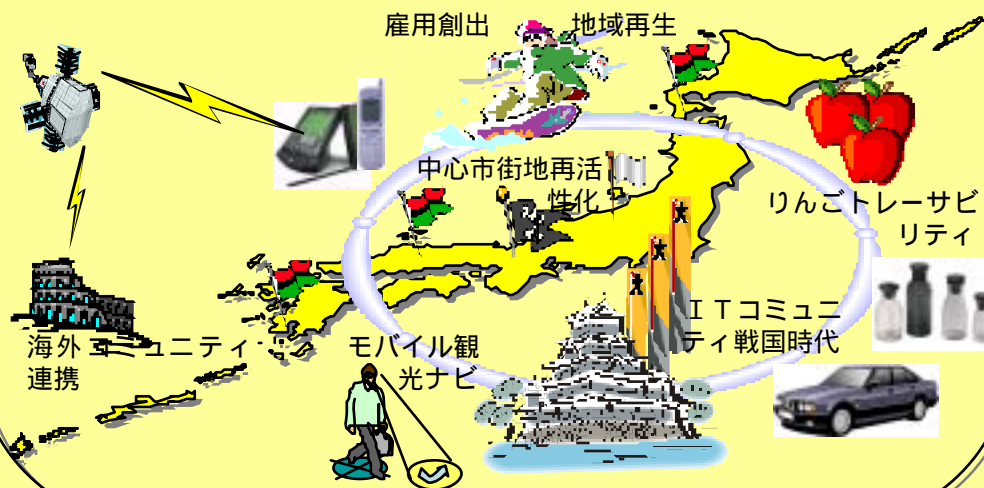 雇用創出
地域再生
中心市街地再活
性化
りんごトレーサビ
リティ
ＩＴコミュニ
ティ戦国時代
海外コミュニティ
連携
モバイル観
光ナビ